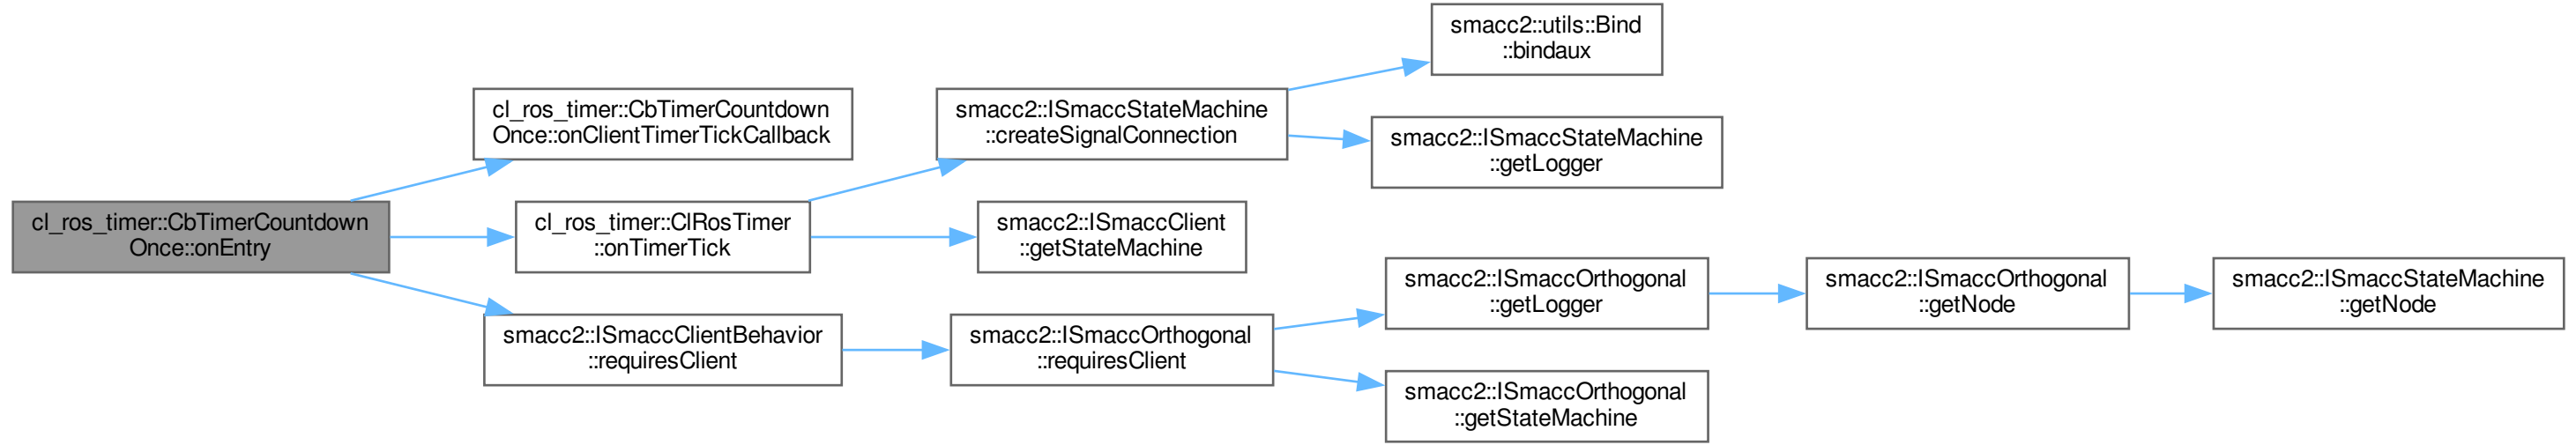 cl_ros_timer::CbTimerCountdown
Once::onEntry
cl_ros_timer::CbTimerCountdown
Once::onClientTimerTickCallback
cl_ros_timer::ClRosTimer
::onTimerTick
smacc2::ISmaccStateMachine
::createSignalConnection
smacc2::utils::Bind
::bindaux
smacc2::ISmaccStateMachine
::getLogger
smacc2::ISmaccClient
::getStateMachine
smacc2::ISmaccClientBehavior
::requiresClient
smacc2::ISmaccOrthogonal
::requiresClient
smacc2::ISmaccOrthogonal
::getLogger
smacc2::ISmaccOrthogonal
::getNode
smacc2::ISmaccStateMachine
::getNode
smacc2::ISmaccOrthogonal
::getStateMachine